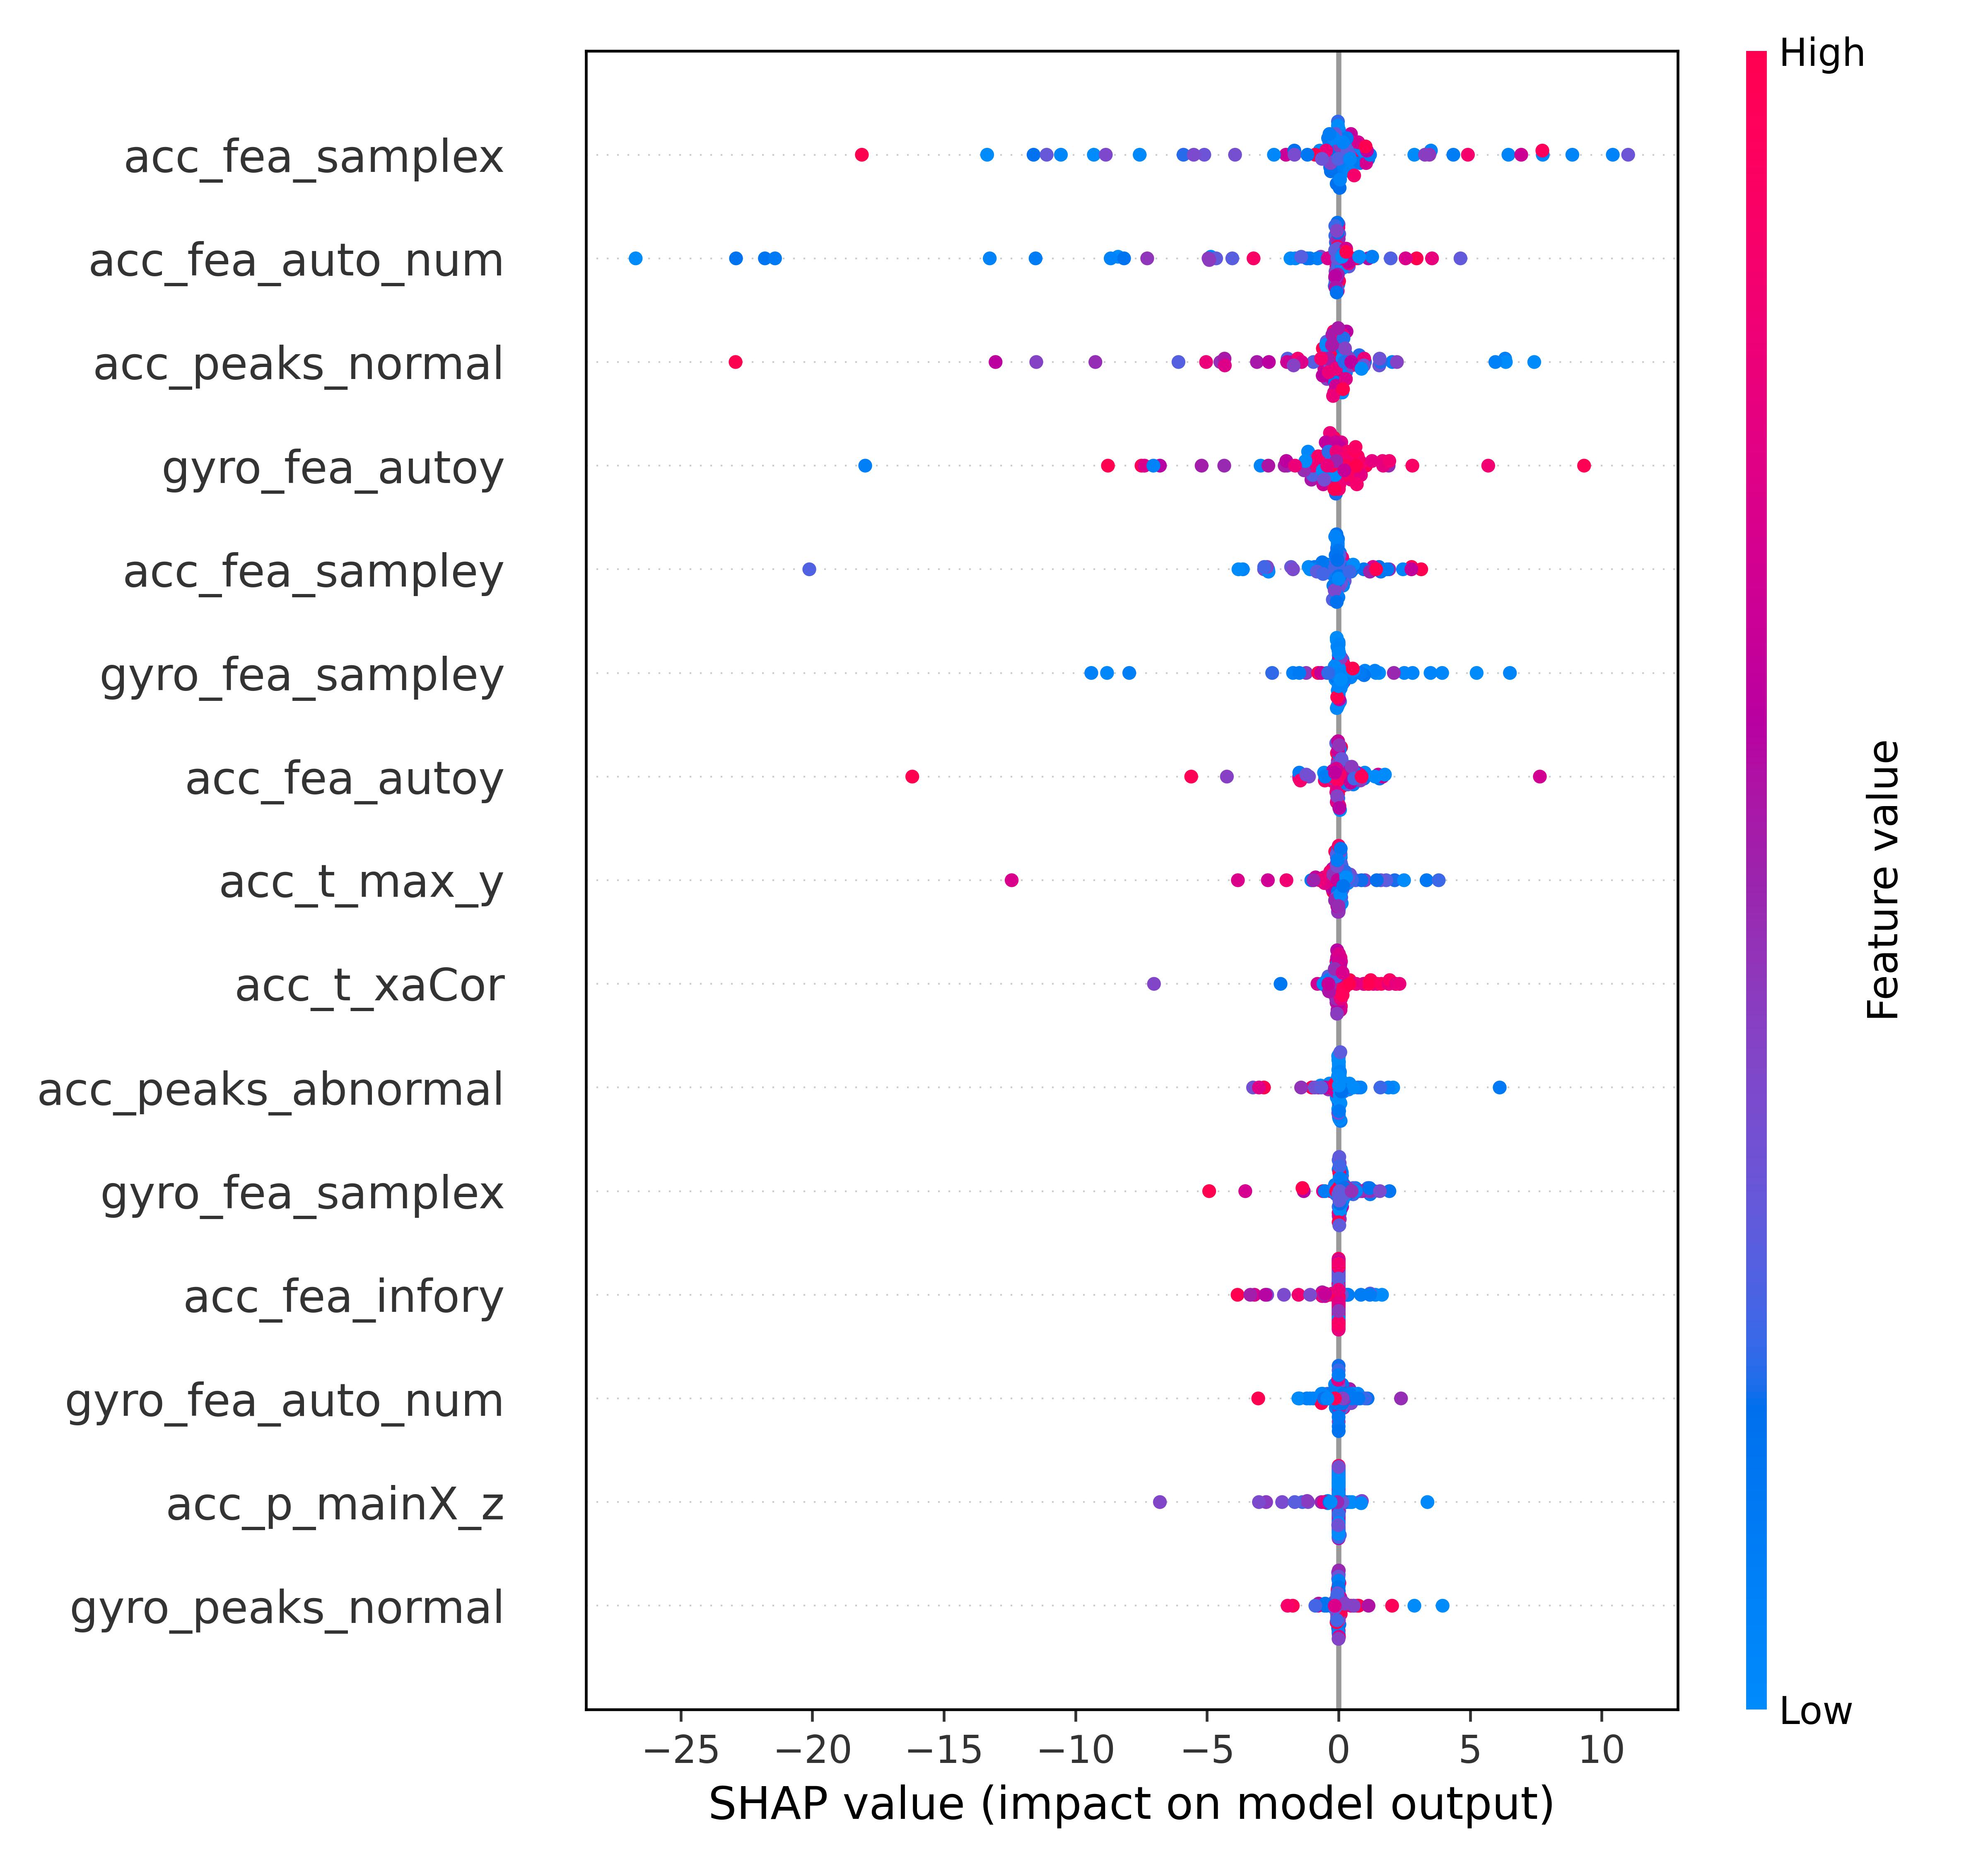 High
acc_fea_samplex
acc_fea_auto_num
acc_peaks_normal
gyro_fea_autoy
acc_fea_sampley
gyro_fea_sampley
acc_fea_autoy
acc_t_max_y
acc_t_xaCor
acc_peaks_abnormal
gyro_fea_samplex
acc_fea_infory
gyro_fea_auto_num
acc_p_mainX_z
gyro_peaks_normal
Feature value
Low
−25 −20 −15 −10 −5 0 5 10
SHAP value (impact on model output)